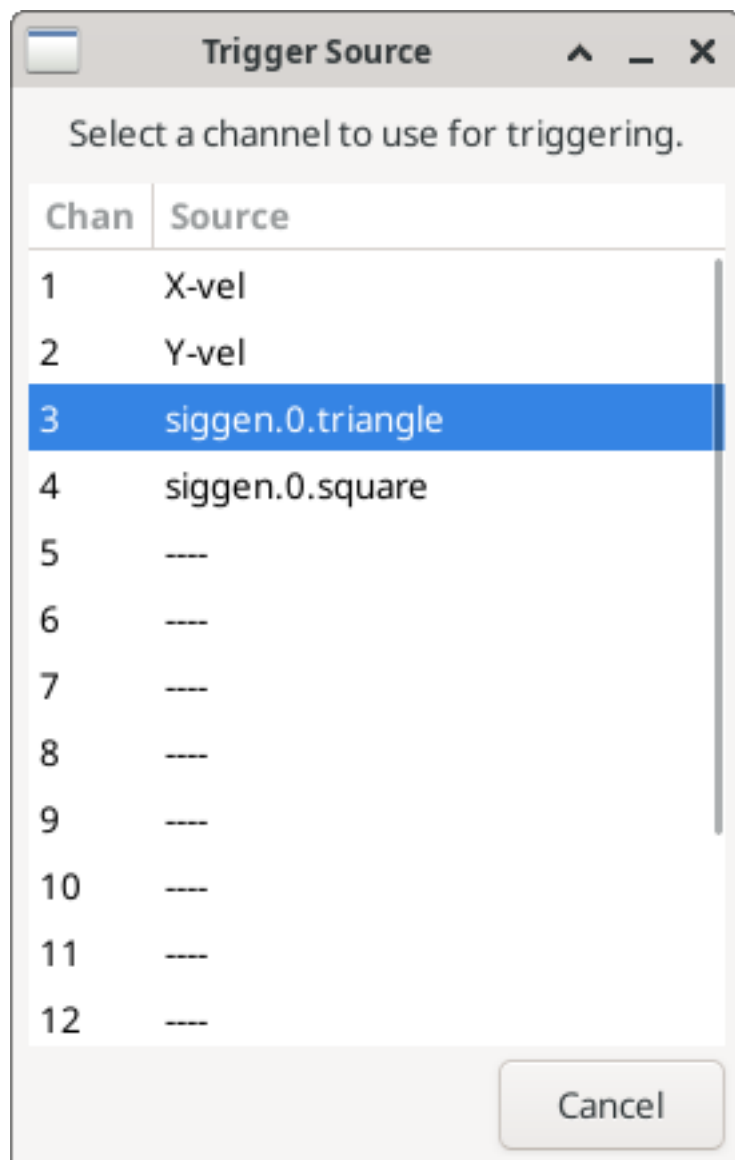 Trigger Source
Select a channel to use for triggering.
Chan Source
1 X-vel
2 Y-vel
3 siggen.0.triangle
4 siggen.0.square
5 ----
6 ----
7 ----
8 ----
9 ----
10 ----
11 ----
12 ----
Cancel